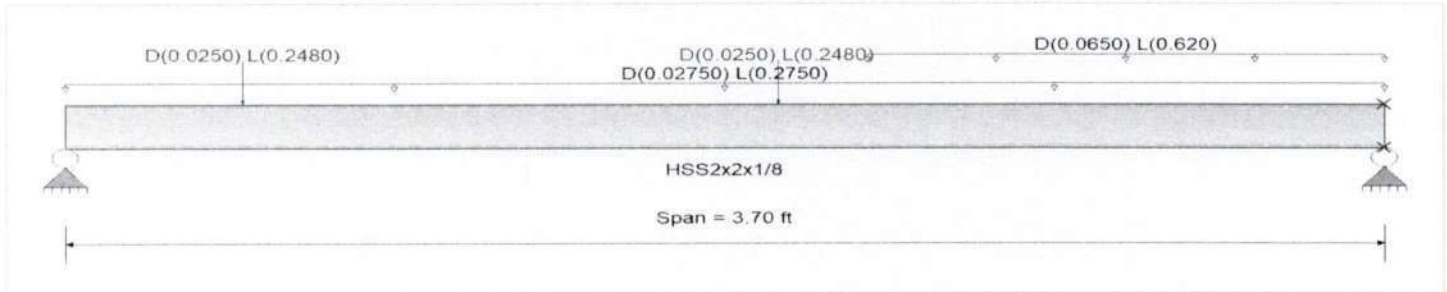 D(0.0650) L(0.620)
D(0.0250) L(0.2480) D(0.0250) L(0.2480)
D(0.02750) L(0.2750)
HSS2x2x1/8
Span = 3.70 ft